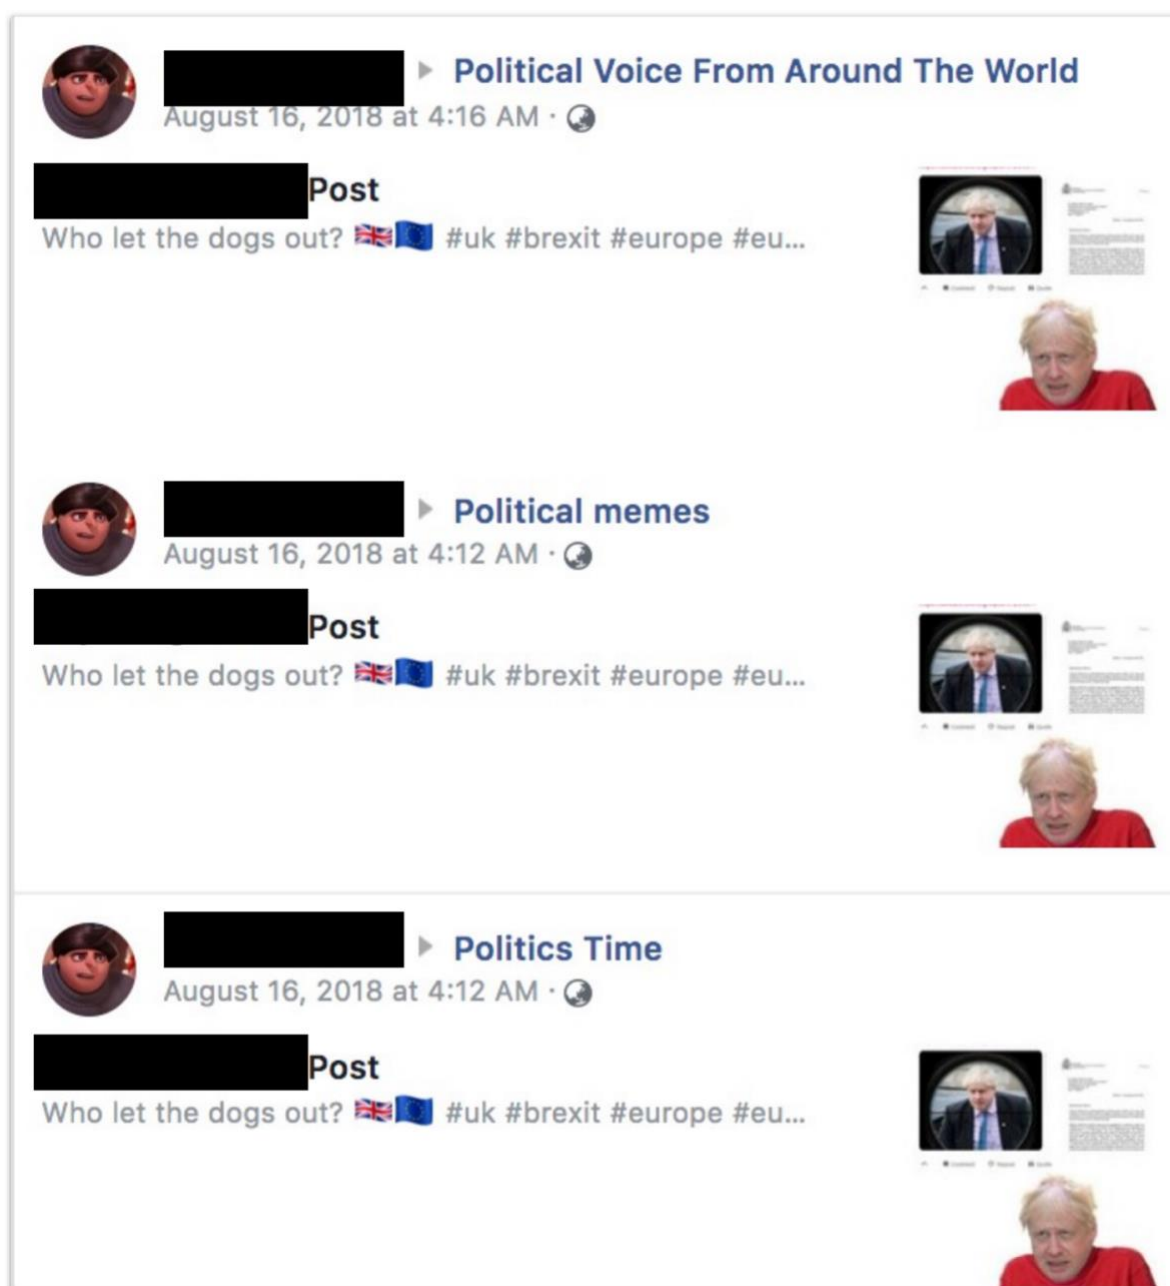 Political Voice From Around The World
August 16, 2018 at 4:16 AM ·
Post
Who let the dogs out? 🇬🇧🇪🇺 #uk #brexit #europe #eu...
Political memes
August 16, 2018 at 4:12 AM ·
Post
Who let the dogs out? 🇬🇧🇪🇺 #uk #brexit #europe #eu...
Politics Time
August 16, 2018 at 4:12 AM ·
Post
Who let the dogs out? 🇬🇧🇪🇺 #uk #brexit #europe #eu...